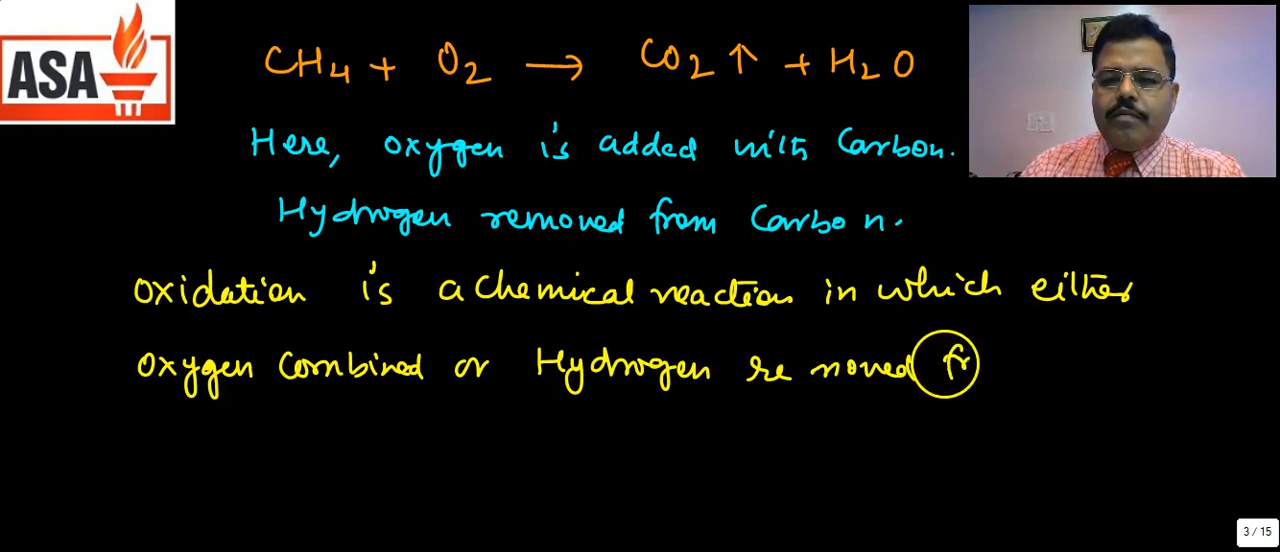 ASA
CH4 + O2 → CO2 ↑ + H2O
Here, oxygen is added with Carbon.
Hydrogen removed from Carbon.
Oxidation is a chemical reaction in which either
oxygen combined or Hydrogen removed fr
3 / 15